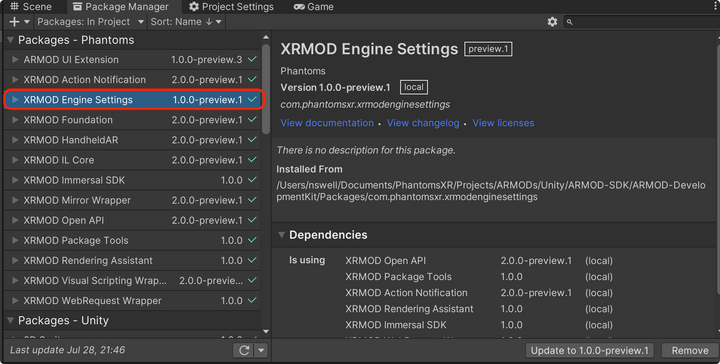 Scene Package Manager Project Settings Game
+ Packages: In Project Sort: Name
Packages - Phantoms
ARMOD UI Extension 1.0.0-preview.3
XRMOD Action Notification 2.0.0-preview.1
XRMOD Engine Settings 1.0.0-preview.1
XRMOD Foundation 2.0.0-preview.1
XRMOD HandheldAR 2.0.0-preview.1
XRMOD IL Core 2.0.0-preview.1
XRMOD Immersal SDK 1.0.0
XRMOD Mirror Wrapper 2.0.0-preview.1
XRMOD Open API 2.0.0-preview.1
XRMOD Package Tools 1.0.0
XRMOD Rendering Assistant 1.0.0
XRMOD Visual Scripting Wrap... 2.0.0-preview...
XRMOD WebRequest Wrapper 1.0.0
Packages - Unity
Last update Jul 28, 21:46
XRMOD Engine Settings preview.1
Phantoms
Version 1.0.0-preview.1 local
com.phantomsxr.xrmodenginesettings
View documentation • View changelog • View licenses
There is no description for this package.
Installed From
/Users/nswell/Documents/PhantomsXR/Projects/ARMODs/Unity/ARMOD-SDK/ARMOD-Develo
pmentKit/Packages/com.phantomsxr.xrmodenginesettings
Dependencies
Is using XRMOD Open API 2.0.0-preview.1 (local)
XRMOD Package Tools 1.0.0 (local)
XRMOD Action Notification 2.0.0-preview.1 (local)
XRMOD Rendering Assistant 1.0.0 (local)
XRMOD Immersal SDK 1.0.0 (local)
Update to 1.0.0-preview.1 Remove